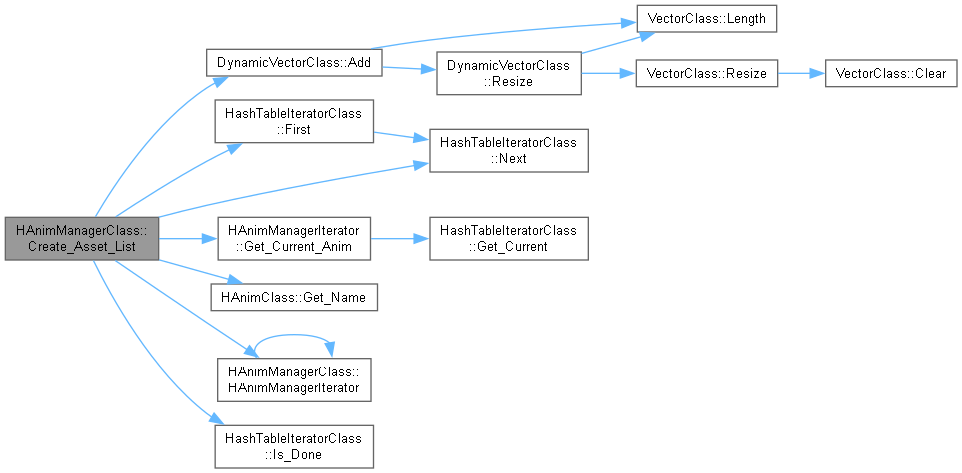 VectorClass::Length
DynamicVectorClass::Add
DynamicVectorClass
::Resize
VectorClass::Resize
VectorClass::Clear
HashTableIteratorClass
::First
HashTableIteratorClass
::Next
HAnimManagerClass::
Create_Asset_List
HAnimManagerIterator
::Get_Current_Anim
HashTableIteratorClass
::Get_Current
HAnimClass::Get_Name
HAnimManagerClass::
HAnimManagerIterator
HashTableIteratorClass
::Is_Done